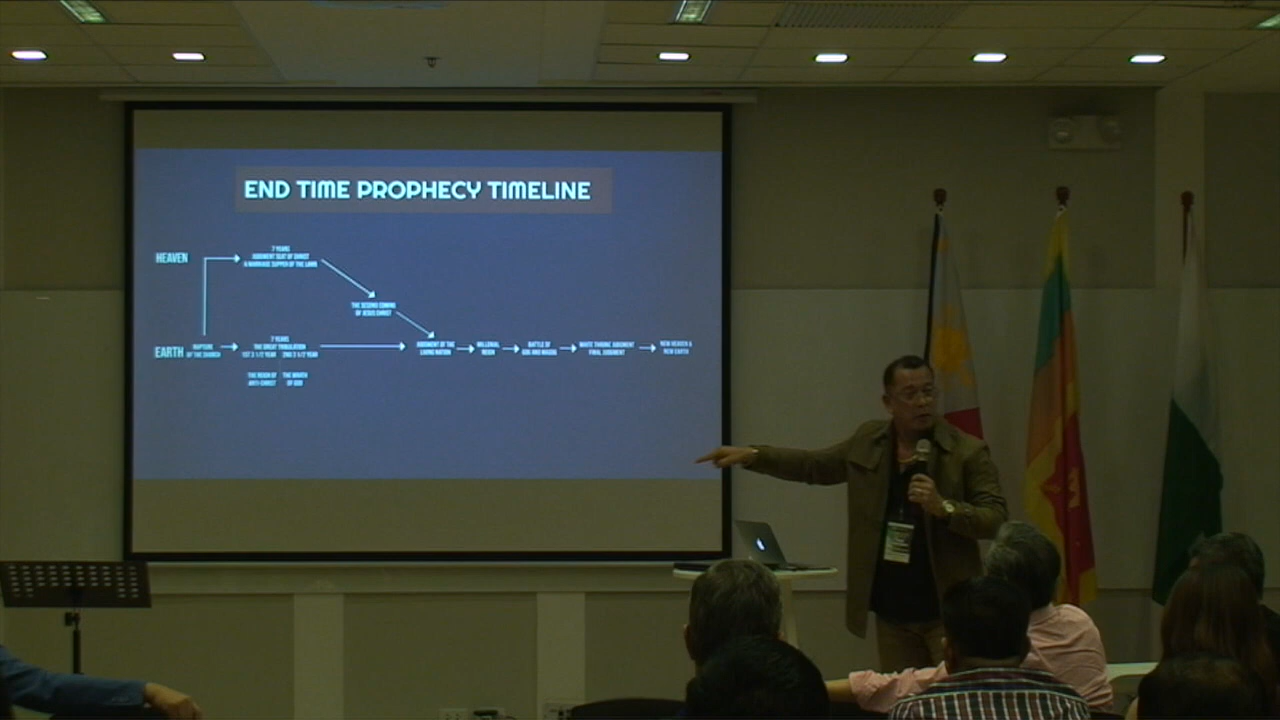 END TIME PROPHECY TIMELINE
HEAVEN
7 YEARS
JUDGMENT SEAT OF CHRIST
& MARRIAGE SUPPER OF THE LAMB
THE SECOND COMING
OF JESUS CHRIST
EARTH
RAPTURE
OF THE CHURCH
7 YEARS
THE GREAT TRIBULATION
1ST 3 1/2 YEAR 2ND 3 1/2 YEAR
THE REIGN OF
ANTI-CHRIST
THE WRATH
OF GOD
JUDGMENT OF THE
LIVING NATION
MILLENIAL
REIGN
BATTLE OF
GOG AND MAGOG
WHITE THRONE JUDGMENT
FINAL JUDGMENT
NEW HEAVEN &
NEW EARTH